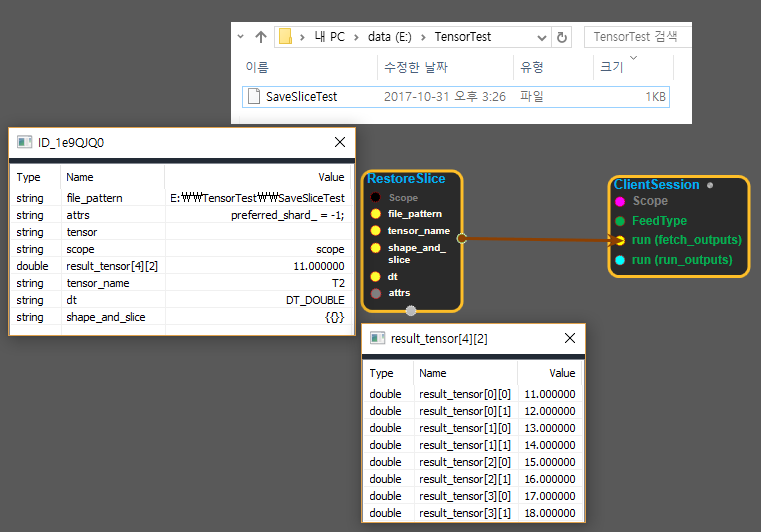 내 PC > data (E:) > TensorTest
TensorTest 검색
이름 수정한 날짜 유형 크기
SaveSliceTest 2017-10-31 오후 3:26 파일 1KB
ID_1e9QJQ0
Type Name Value
string file_pattern E:₩₩TensorTest₩₩SaveSliceTest
string attrs preferred_shard_ = -1;
string tensor
string scope scope
double result_tensor[4][2] 11.000000
string tensor_name T2
string dt DT_DOUBLE
string shape_and_slice {{}}
RestoreSlice
Scope
file_pattern
tensor_name
shape_and_
slice
dt
attrs
ClientSession
Scope
FeedType
run (fetch_outputs)
run (run_outputs)
result_tensor[4][2]
Type Name Value
double result_tensor[0][0] 11.000000
double result_tensor[0][1] 12.000000
double result_tensor[1][0] 13.000000
double result_tensor[1][1] 14.000000
double result_tensor[2][0] 15.000000
double result_tensor[2][1] 16.000000
double result_tensor[3][0] 17.000000
double result_tensor[3][1] 18.000000